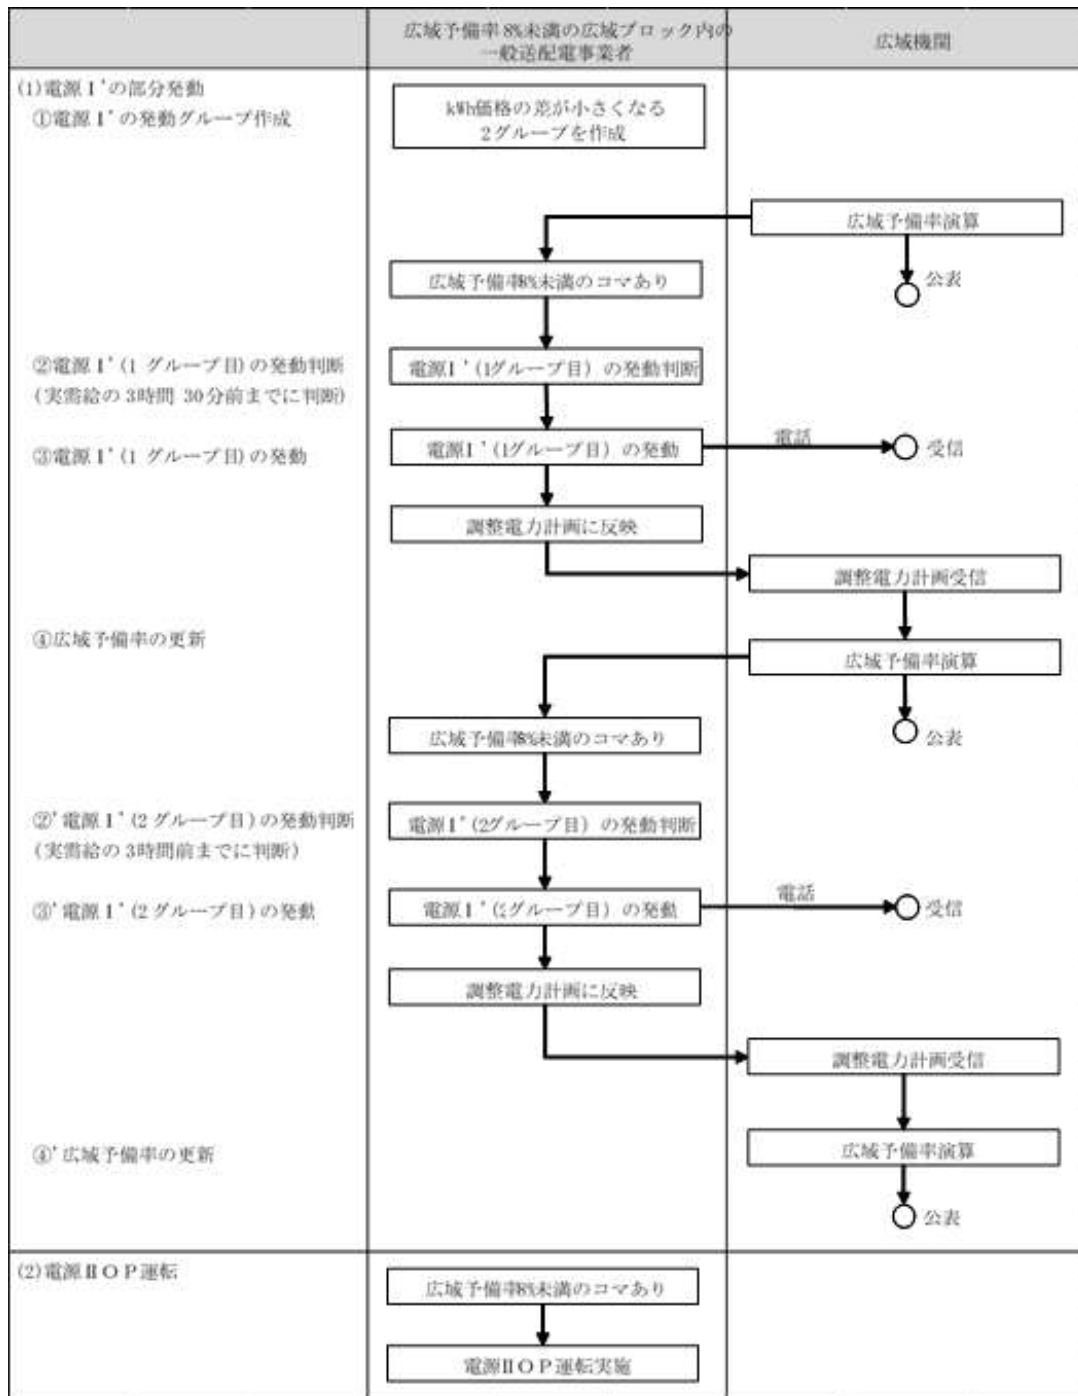 広域予備率 8%未満の広域ブロック内の
一般送配電事業者
広域機関
(1)電源Ⅰ'の部分発動
①電源Ⅰ'の発動グループ作成
kWh価格の差が小さくなる
2グループを作成
広域予備率演算
公表
広域予備率8%未満のコマあり
②電源Ⅰ'(1 グループ目)の発動判断
(実需給の 3時間 30分前までに判断)
電源Ⅰ'(1グループ目) の発動判断
③電源Ⅰ'(1 グループ目)の発動
電源Ⅰ'(1グループ目) の発動
電話
受信
調整電力計画に反映
調整電力計画受信
④広域予備率の更新
広域予備率演算
公表
広域予備率8%未満のコマあり
②'電源Ⅰ'(2 グループ目)の発動判断
(実需給の 3時間前までに判断)
電源Ⅰ'(2グループ目) の発動判断
③'電源Ⅰ'(2 グループ目)の発動
電源Ⅰ'(2グループ目) の発動
電話
受信
調整電力計画に反映
調整電力計画受信
④'広域予備率の更新
広域予備率演算
公表
(2)電源ⅡＯＰ運転
広域予備率8%未満のコマあり
電源ⅡＯＰ運転実施